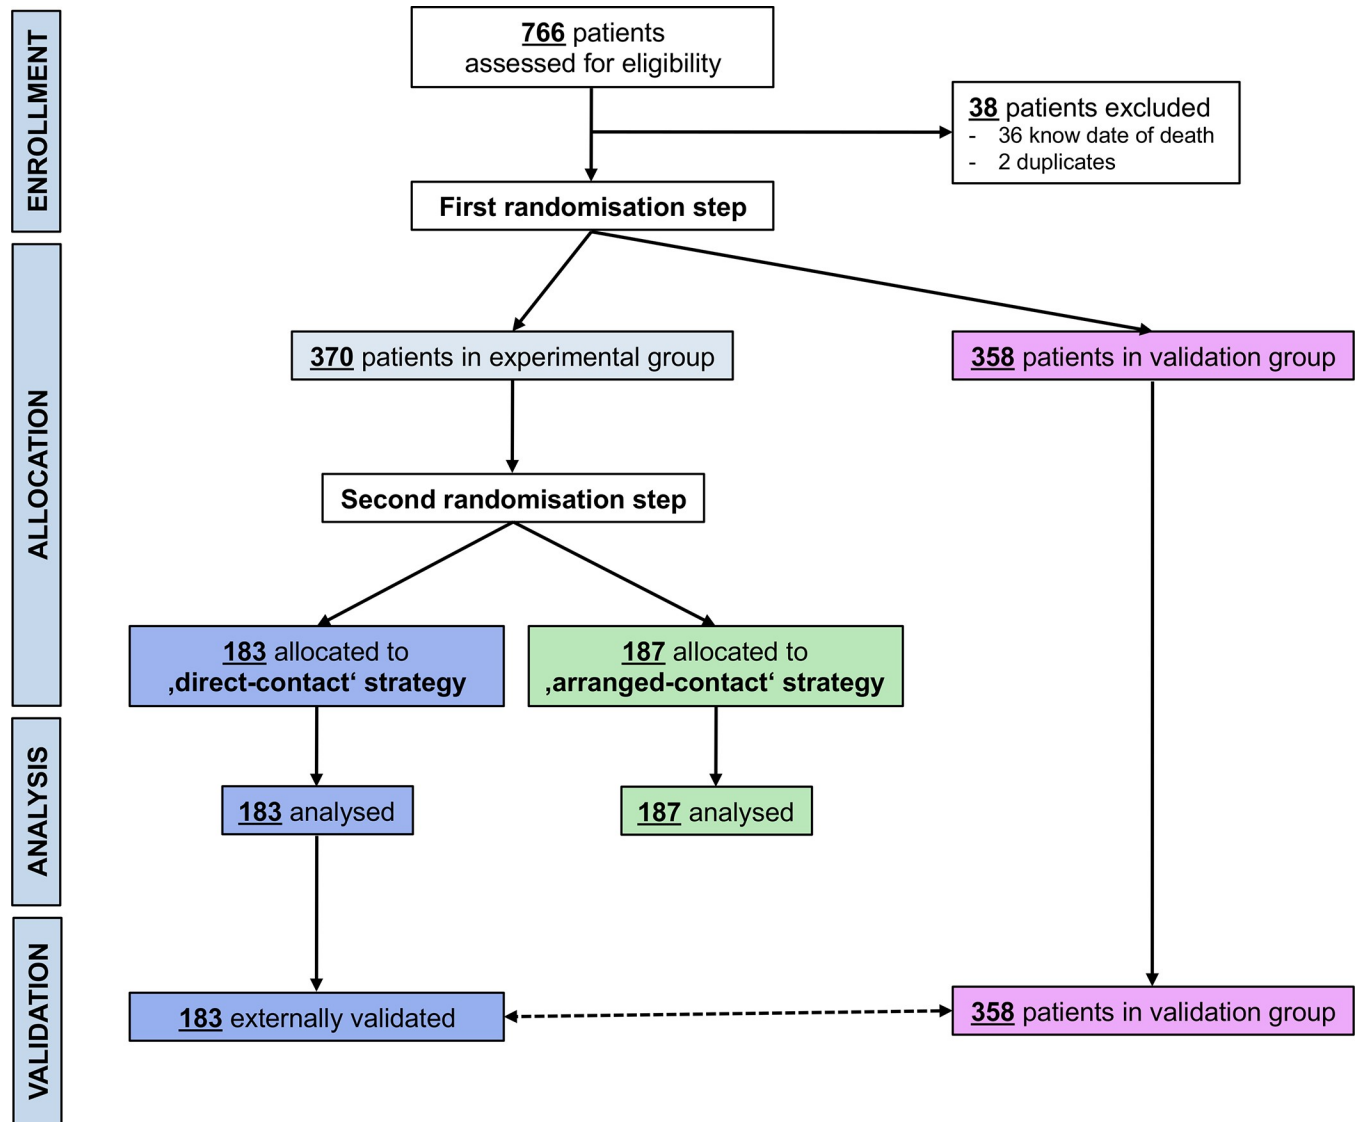 ENROLLMENT
766 patients
assessed for eligibility
38 patients excluded
- 36 know date of death
- 2 duplicates
First randomisation step
ALLOCATION
370 patients in experimental group
358 patients in validation group
Second randomisation step
183 allocated to
‚direct-contact‘ strategy
187 allocated to
‚arranged-contact‘ strategy
ANALYSIS
183 analysed
187 analysed
VALIDATION
183 externally validated
358 patients in validation group